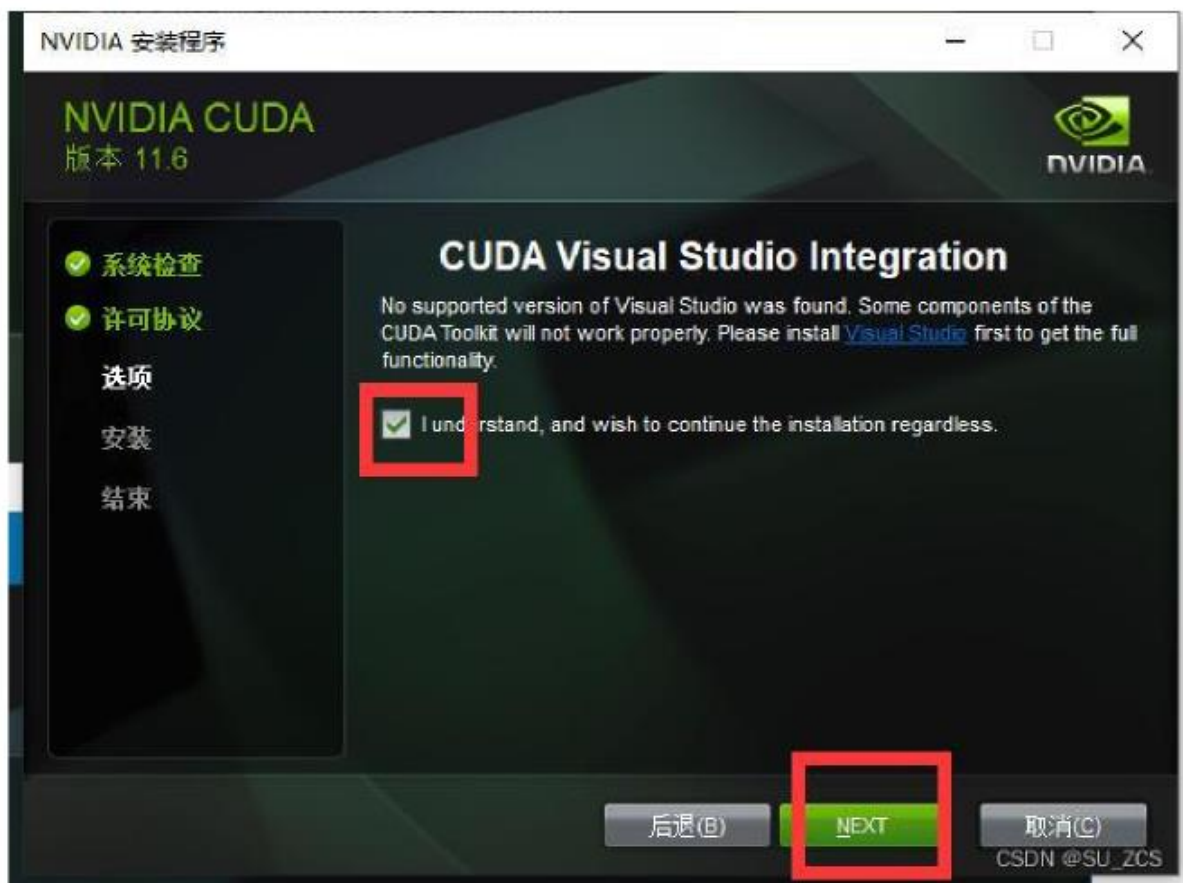 NVIDIA 安装程序
NVIDIA CUDA
版本 11.6
NVIDIA
系统检查
许可协议
选项
安装
结束
CUDA Visual Studio Integration
No supported version of Visual Studio was found. Some components of the
CUDA Toolkit will not work properly. Please install Visual Studio first to get the full
functionality.
I understand, and wish to continue the installation regardless.
后退(B)
NEXT
取消(C)
CSDN @SU_ZCS